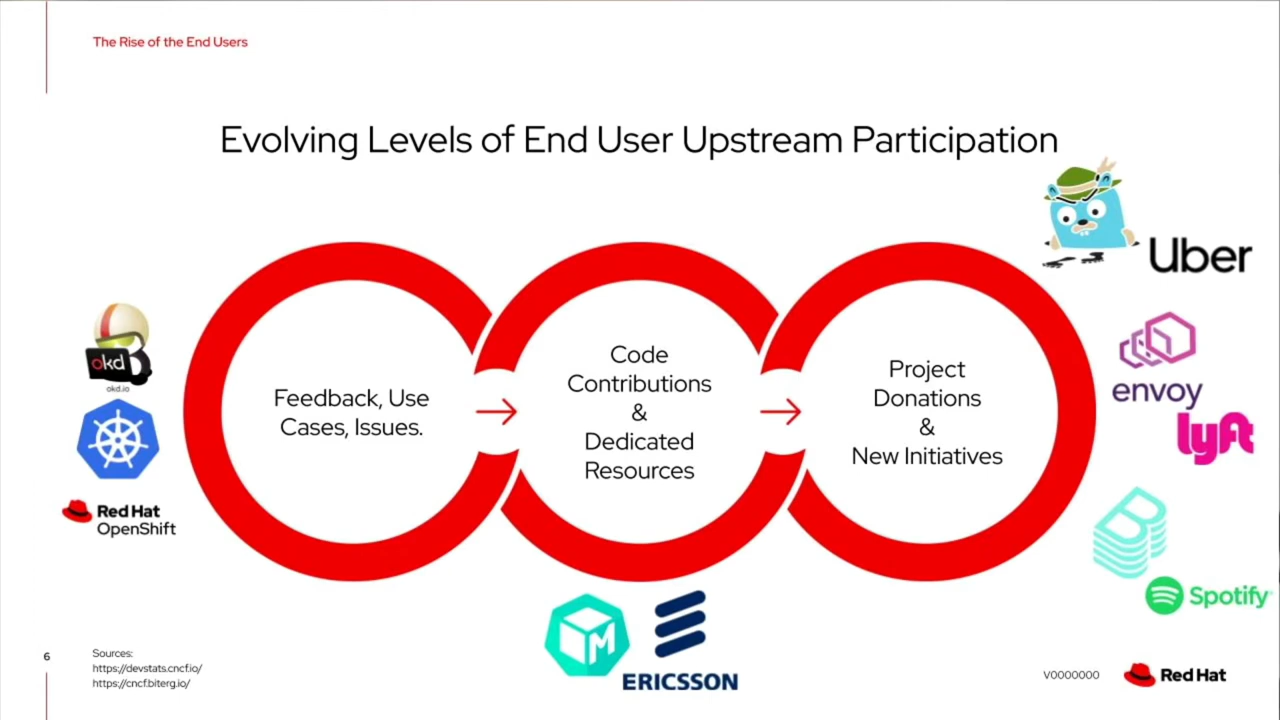 The Rise of the End Users
Evolving Levels of End User Upstream Participation
Uber
okd
okd.io
Red Hat
OpenShift
Feedback, Use
Cases, Issues.
Code
Contributions
&
Dedicated
Resources
Project
Donations
&
New Initiatives
envoy
lyft
Spotify
M
ERICSSON
6
Sources:
https://devstats.cncf.io/
https://cncf.biterg.io/
V0000000
Red Hat